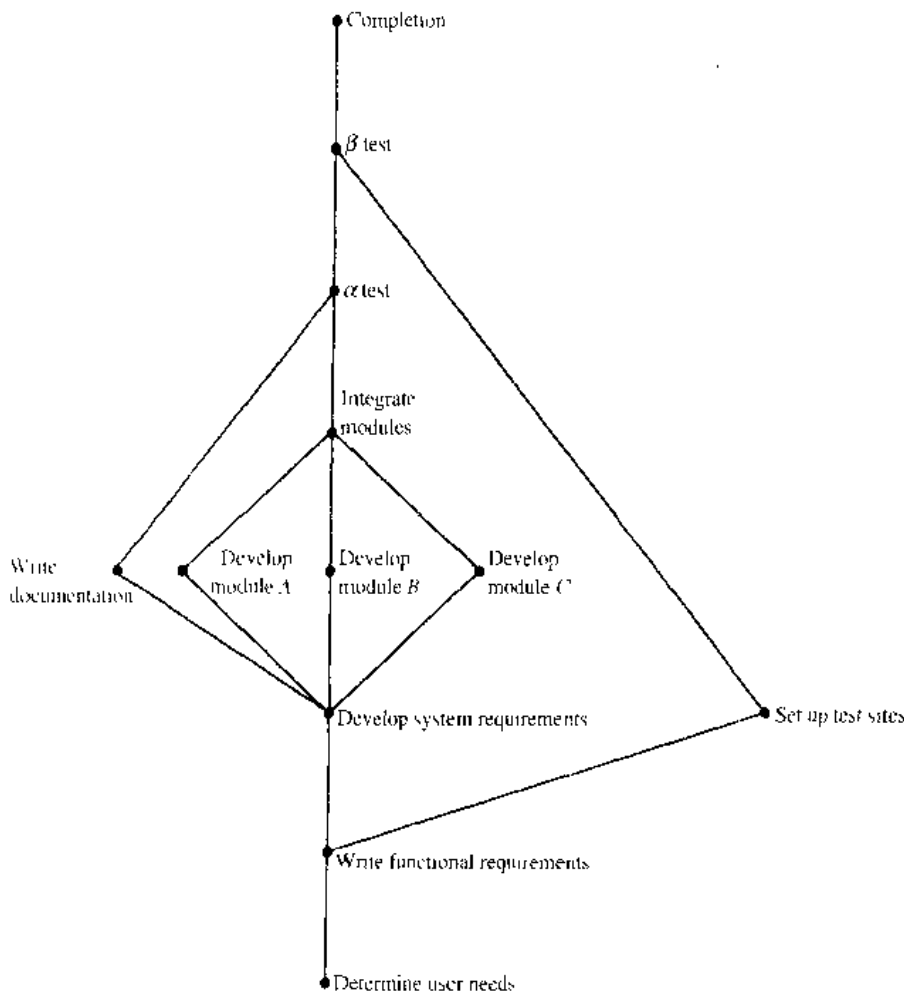 Completion
β test
α test
Integrate
modules
Write
documentation
Develop
module A
Develop
module B
Develop
module C
Develop system requirements
Set up test sites
Write functional requirements
Determine user needs